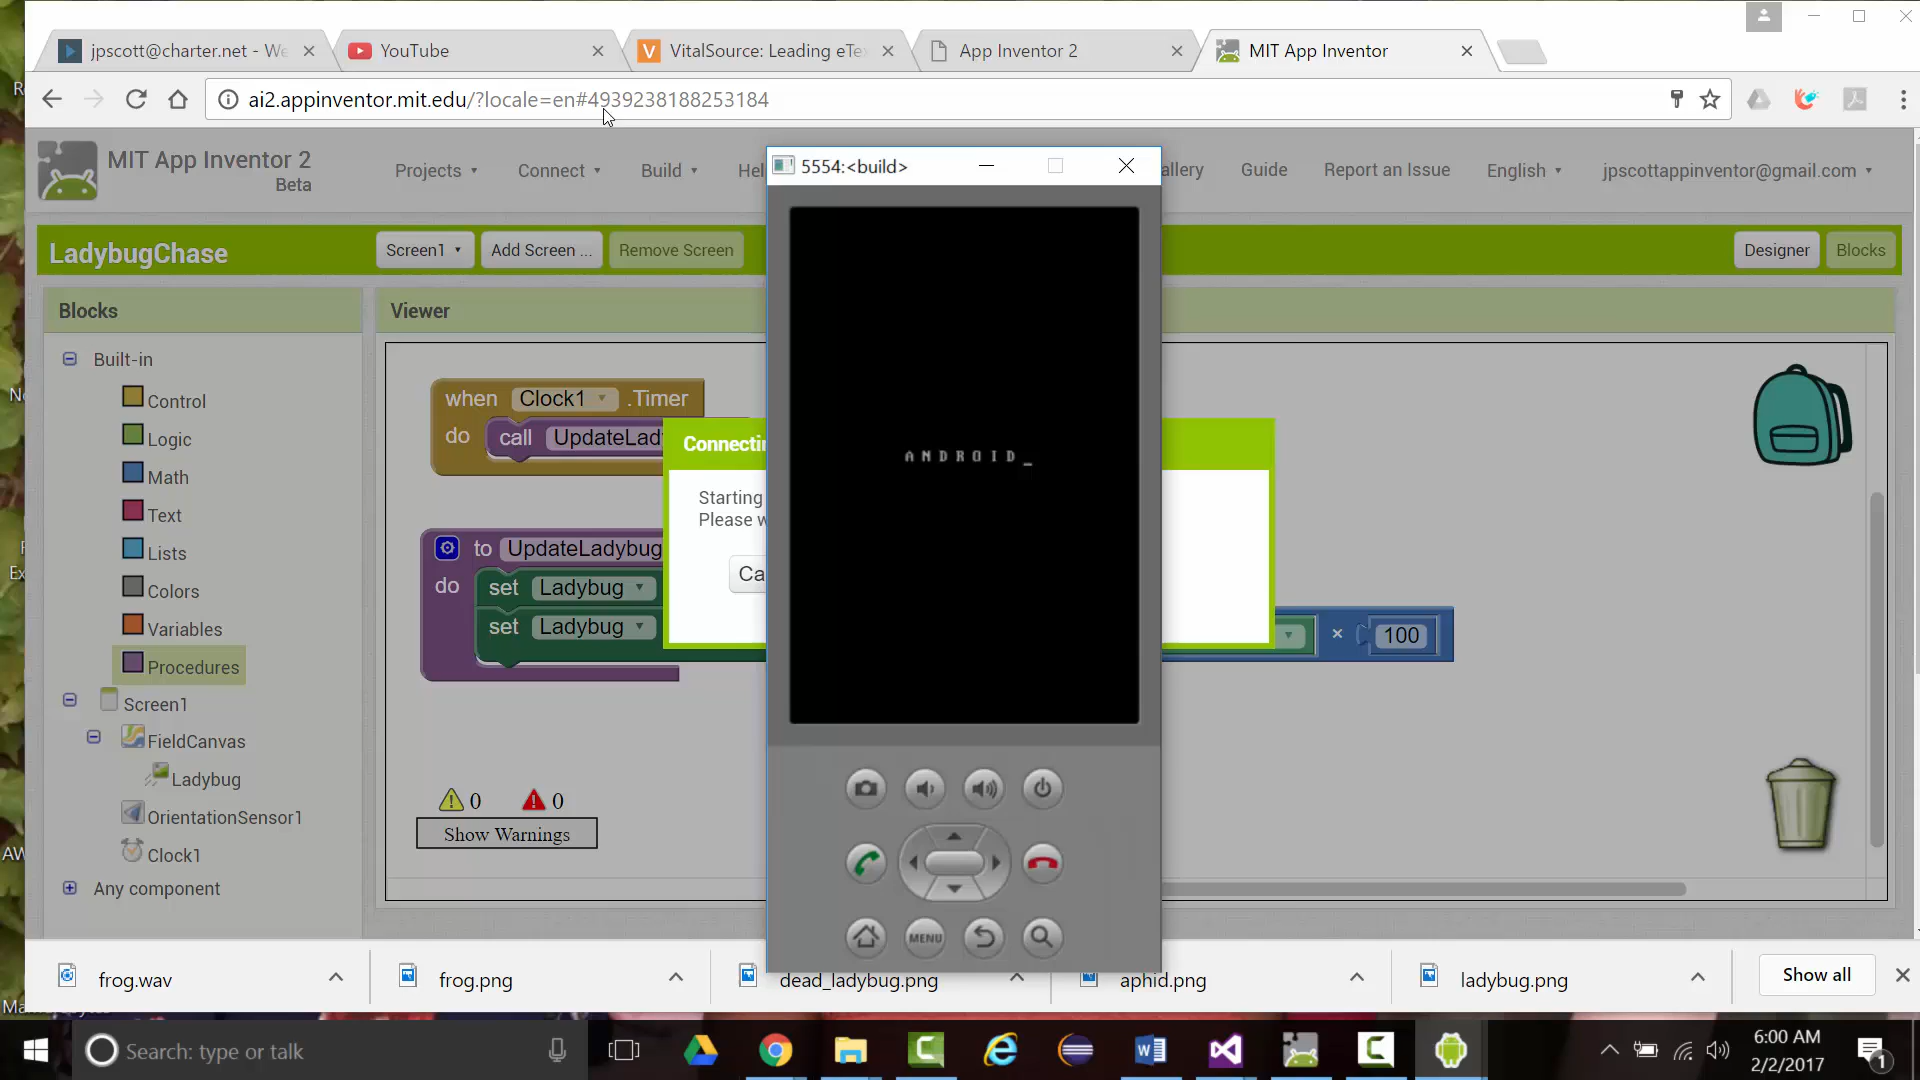 jpscott@charter.net - We
YouTube
VitalSource: Leading eTe
App Inventor 2
MIT App Inventor
ai2.appinventor.mit.edu/?locale=en#4939238188253184
MIT App Inventor 2
Beta
Projects
Connect
Build
Hel
allery
Guide
Report an Issue
English
jpscottappinventor@gmail.com
5554:<build>
LadybugChase
Screen1
Add Screen ...
Remove Screen
Designer
Blocks
Blocks
Viewer
Built-in
Control
Logic
Math
Text
Lists
Colors
Variables
Procedures
Screen1
FieldCanvas
Ladybug
OrientationSensor1
Clock1
Any component
when Clock1 .Timer
do call UpdateLad
to UpdateLadybug
do set Ladybug
set Ladybug
× 100
Connectin
Starting
Please w
Ca
ANDROID_
MENU
0 0
Show Warnings
frog.wav
frog.png
dead_ladybug.png
aphid.png
ladybug.png
Show all
Search: type or talk
6:00 AM
2/2/2017
1